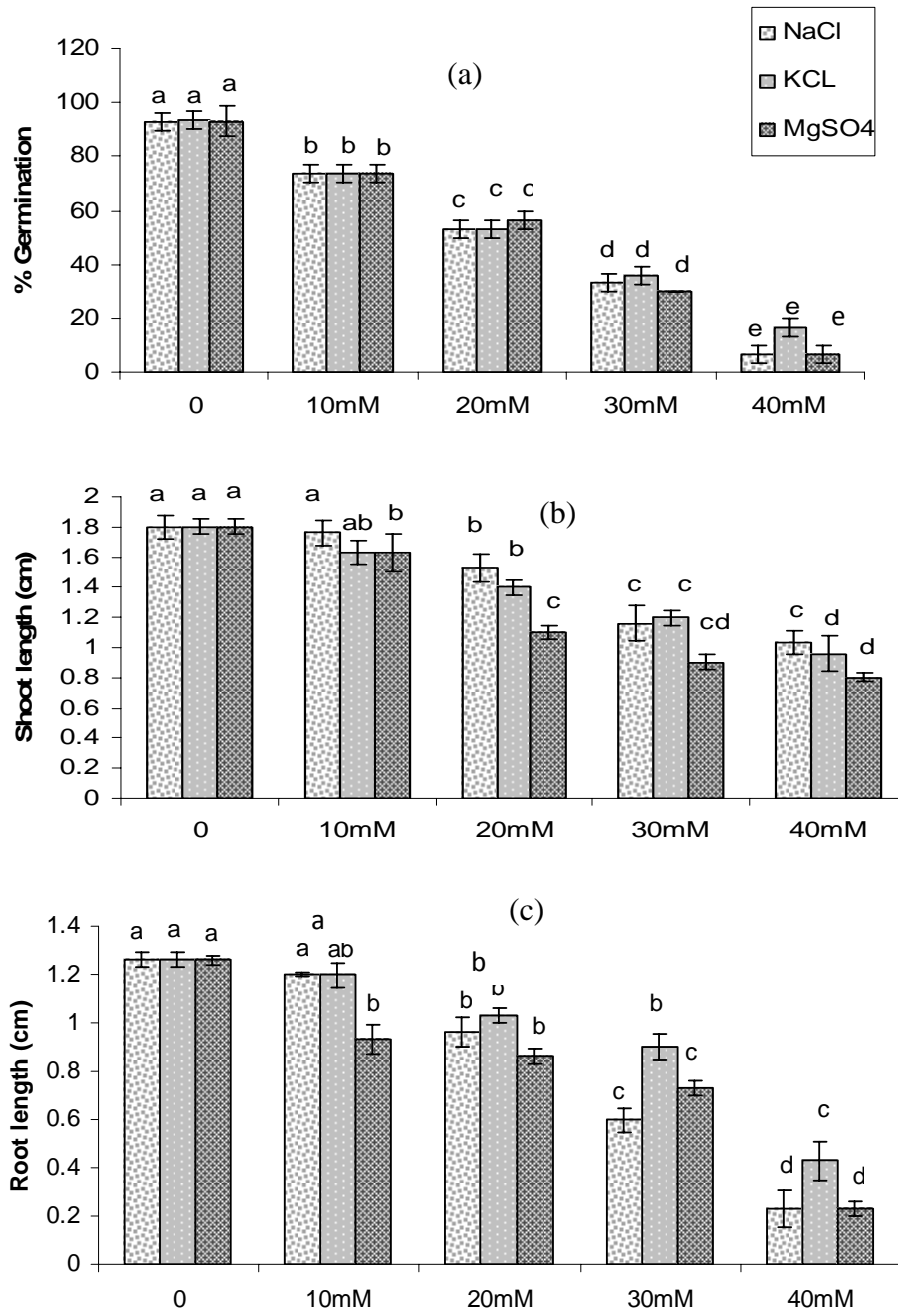 NaCl
KCL
MgSO4
(a)
% Germination
120
100
80
60
40
20
0
a a a
b b b
c c c
d d d
e e e
0 10mM 20mM 30mM 40mM
(b)
Shoot length (cm)
2
1.8
1.6
1.4
1.2
1
0.8
0.6
0.4
0.2
0
a a a
a ab b
b b c
c c cd
c d d
0 10mM 20mM 30mM 40mM
(c)
Root length (cm)
1.4
1.2
1
0.8
0.6
0.4
0.2
0
a a a
a
a ab b
b
b b b
c b c
d c d
0 10mM 20mM 30mM 40mM